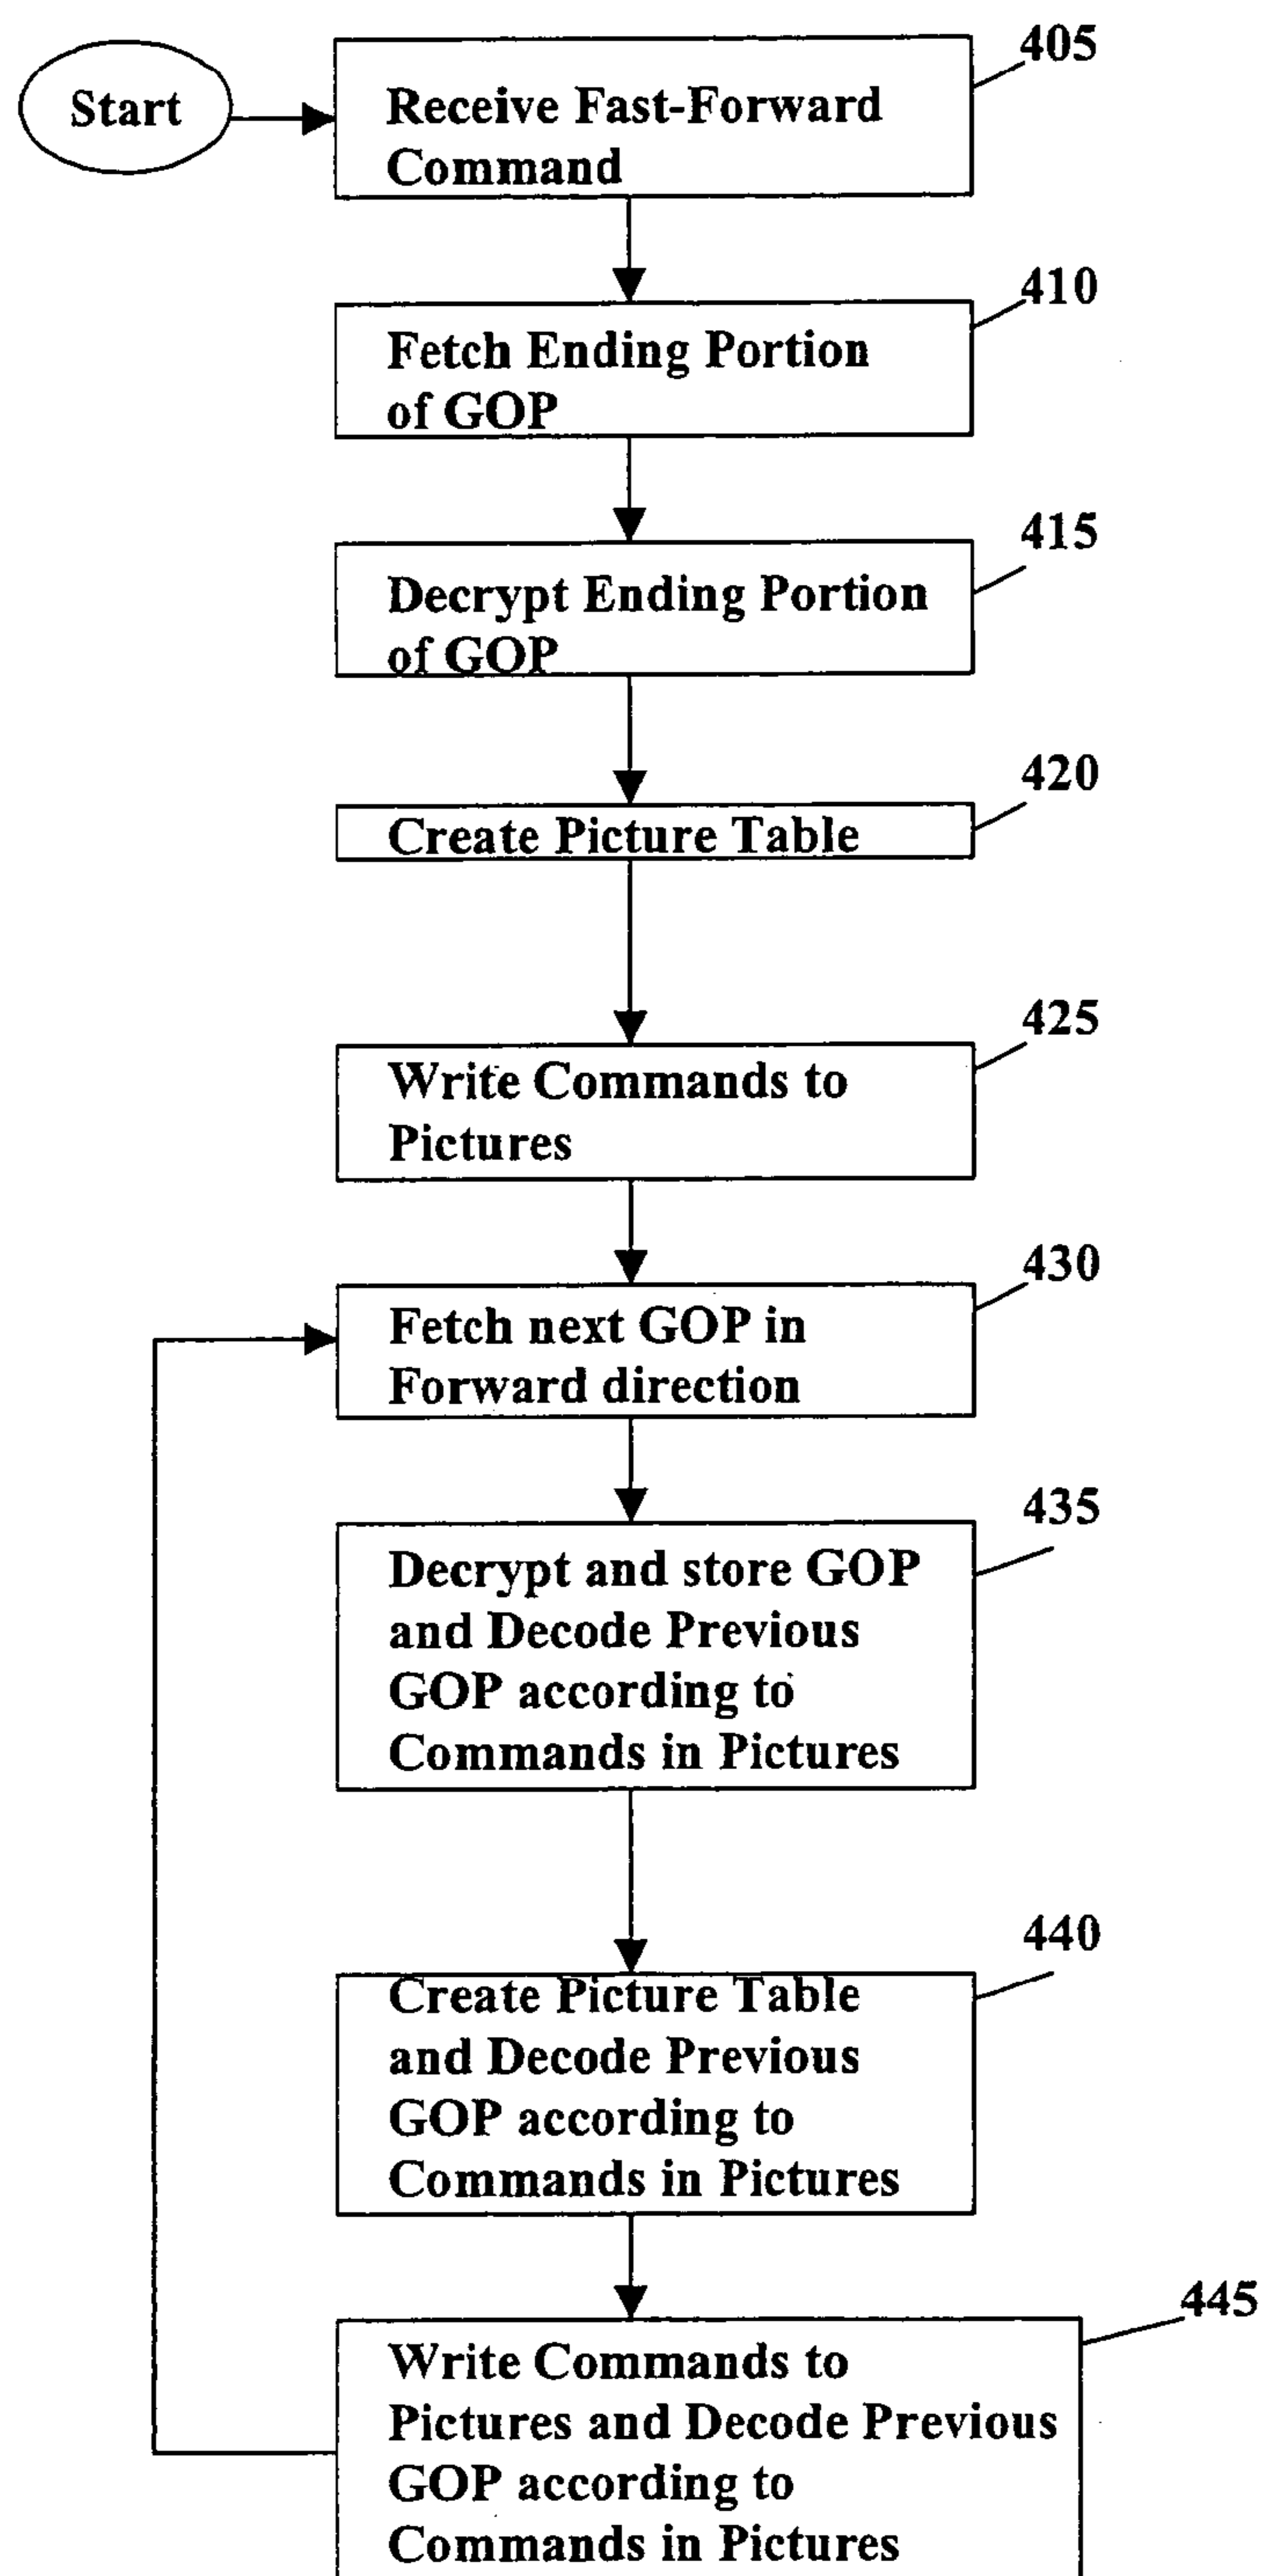 Start
405
Receive Fast-Forward
Command
410
Fetch Ending Portion
of GOP
415
Decrypt Ending Portion
of GOP
420
Create Picture Table
425
Write Commands to
Pictures
430
Fetch next GOP in
Forward direction
435
Decrypt and store GOP
and Decode Previous
GOP according to
Commands in Pictures
440
Create Picture Table
and Decode Previous
GOP according to
Commands in Pictures
445
Write Commands to
Pictures and Decode Previous
GOP according to
Commands in Pictures